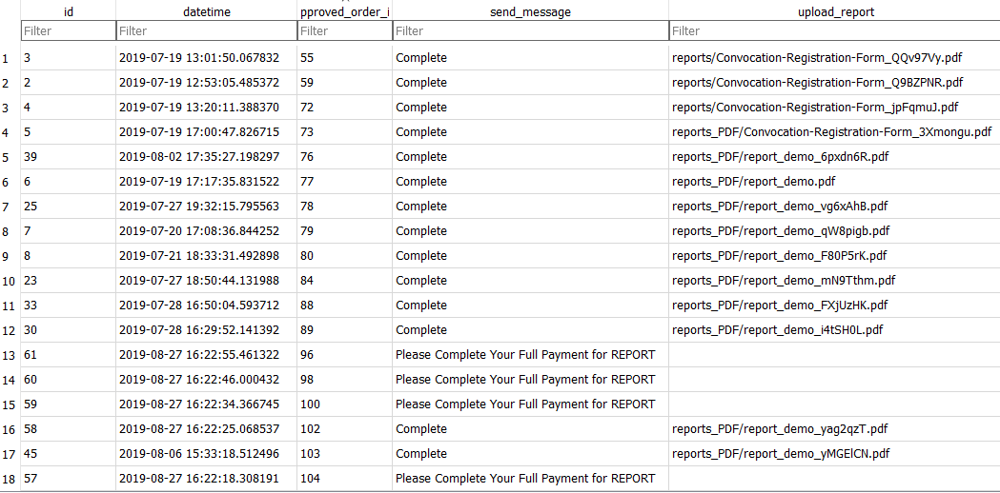 id datetime pproved_order_i send_message upload_report
Filter Filter Filter Filter Filter
1 3 2019-07-19 13:01:50.067832 55 Complete reports/Convocation-Registration-Form_QQv97Vy.pdf
2 2 2019-07-19 12:53:05.485372 59 Complete reports/Convocation-Registration-Form_Q9BZPNR.pdf
3 4 2019-07-19 13:20:11.388370 72 Complete reports/Convocation-Registration-Form_jpFqmuJ.pdf
4 5 2019-07-19 17:00:47.826715 73 Complete reports_PDF/Convocation-Registration-Form_3Xmongu.pdf
5 39 2019-08-02 17:35:27.198297 76 Complete reports_PDF/report_demo_6pxdn6R.pdf
6 6 2019-07-19 17:17:35.831522 77 Complete reports_PDF/report_demo.pdf
7 25 2019-07-27 19:32:15.795563 78 Complete reports_PDF/report_demo_vg6xAhB.pdf
8 7 2019-07-20 17:08:36.844252 79 Complete reports_PDF/report_demo_qW8pigb.pdf
9 8 2019-07-21 18:33:31.492898 80 Complete reports_PDF/report_demo_F80P5rK.pdf
10 23 2019-07-27 18:50:44.131988 84 Complete reports_PDF/report_demo_mN9Tthm.pdf
11 33 2019-07-28 16:50:04.593712 88 Complete reports_PDF/report_demo_FXjUzHK.pdf
12 30 2019-07-28 16:29:52.141392 89 Complete reports_PDF/report_demo_i4tSH0L.pdf
13 61 2019-08-27 16:22:55.461322 96 Please Complete Your Full Payment for REPORT
14 60 2019-08-27 16:22:46.000432 98 Please Complete Your Full Payment for REPORT
15 59 2019-08-27 16:22:34.366745 100 Please Complete Your Full Payment for REPORT
16 58 2019-08-27 16:22:25.068537 102 Complete reports_PDF/report_demo_yag2qzT.pdf
17 45 2019-08-06 15:33:18.512496 103 Complete reports_PDF/report_demo_yMGElCN.pdf
18 57 2019-08-27 16:22:18.308191 104 Please Complete Your Full Payment for REPORT